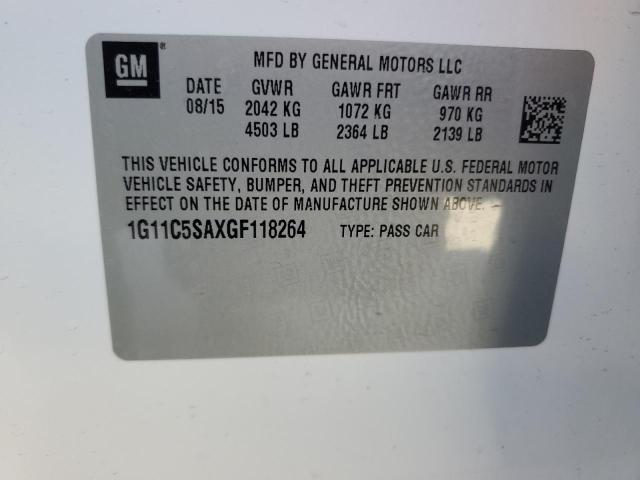 GM ®
MFD BY GENERAL MOTORS LLC
DATE GVWR GAWR FRT GAWR RR
08/15 2042 KG 1072 KG 970 KG
4503 LB 2364 LB 2139 LB
THIS VEHICLE CONFORMS TO ALL APPLICABLE U.S. FEDERAL MOTOR
VEHICLE SAFETY, BUMPER, AND THEFT PREVENTION STANDARDS IN
EFFECT ON THE DATE OF MANUFACTURE SHOWN ABOVE.
1G11C5SAXGF118264 TYPE: PASS CAR